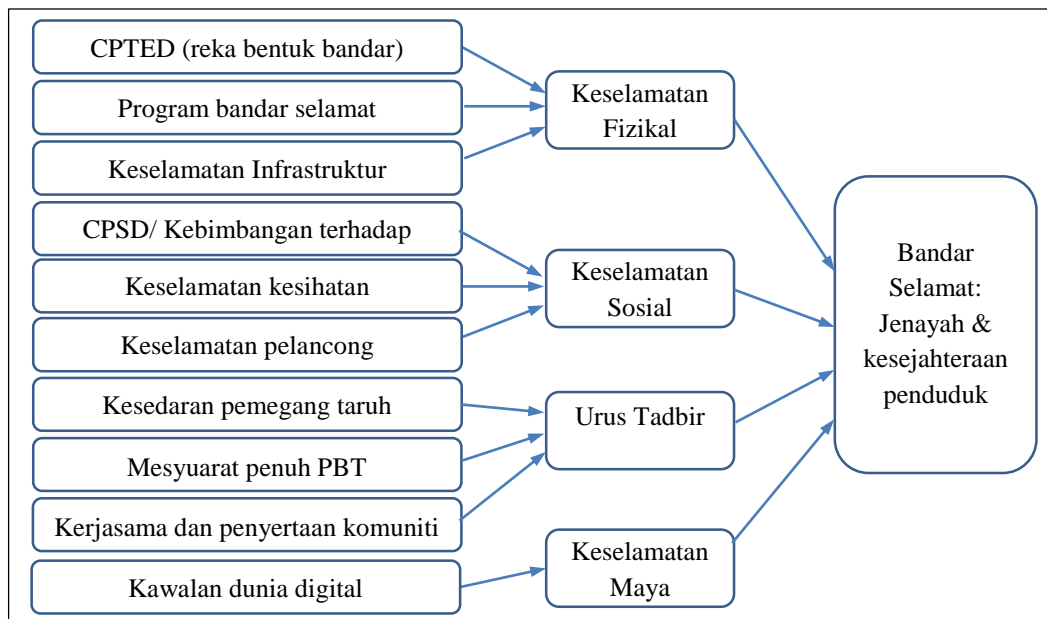 CPTED (reka bentuk bandar)
Program bandar selamat
Keselamatan Infrastruktur
CPSD/ Kebimbangan terhadap
Keselamatan kesihatan
Keselamatan pelancong
Kesedaran pemegang taruh
Mesyuarat penuh PBT
Kerjasama dan penyertaan komuniti
Kawalan dunia digital
Keselamatan
Fizikal
Keselamatan
Sosial
Urus Tadbir
Keselamatan
Maya
Bandar
Selamat:
Jenayah &
kesejahteraan
penduduk